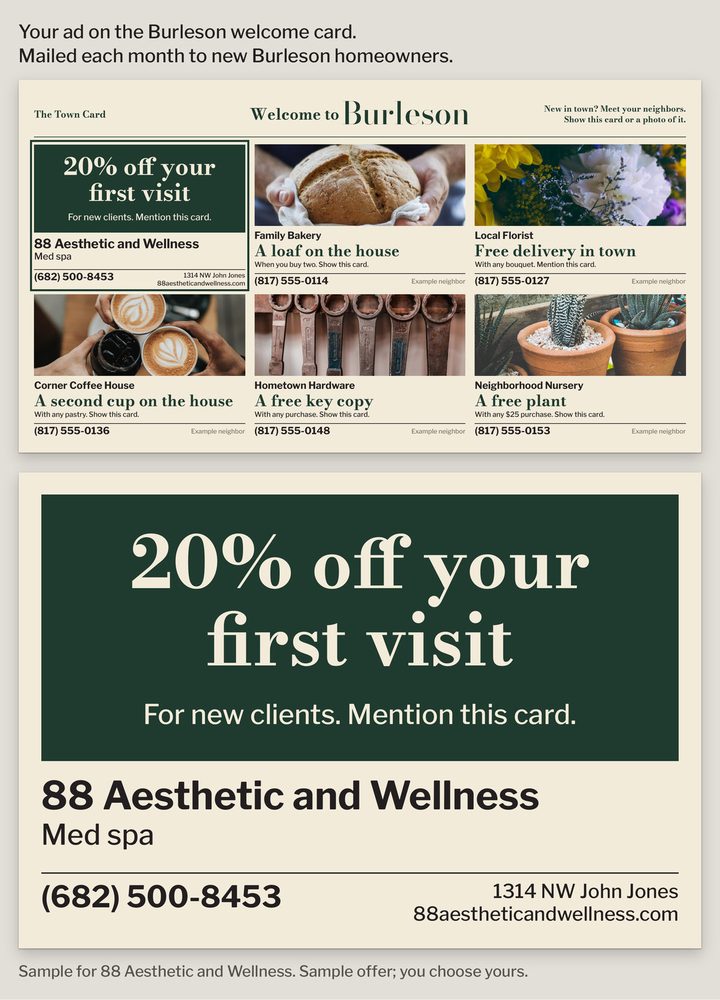 Your ad on the Burleson welcome card.
Mailed each month to new Burleson homeowners.
The Town Card
Welcome to Burleson
New in town? Meet your neighbors.
Show this card or a photo of it.
20% off your
first visit
For new clients. Mention this card.
88 Aesthetic and Wellness
Med spa
(682) 500-8453
1314 NW John Jones
88aestheticandwellness.com
Family Bakery
A loaf on the house
When you buy two. Show this card.
(817) 555-0114
Example neighbor
Local Florist
Free delivery in town
With any bouquet. Mention this card.
(817) 555-0127
Example neighbor
Corner Coffee House
A second cup on the house
With any pastry. Show this card.
(817) 555-0136
Example neighbor
Hometown Hardware
A free key copy
With any purchase. Show this card.
(817) 555-0148
Example neighbor
Neighborhood Nursery
A free plant
With any $25 purchase. Show this card.
(817) 555-0153
Example neighbor
20% off your
first visit
For new clients. Mention this card.
88 Aesthetic and Wellness
Med spa
(682) 500-8453
1314 NW John Jones
88aestheticandwellness.com
Sample for 88 Aesthetic and Wellness. Sample offer; you choose yours.